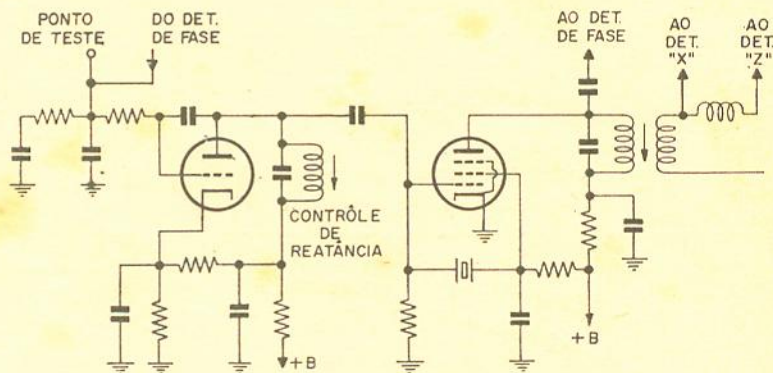 PONTO
DE TESTE
DO DET.
DE FASE
AO DET.
DE FASE
AO
DET.
"X"
AO
DET.
"Z"
CONTRÔLE
DE
REATÂNCIA
+B
+B